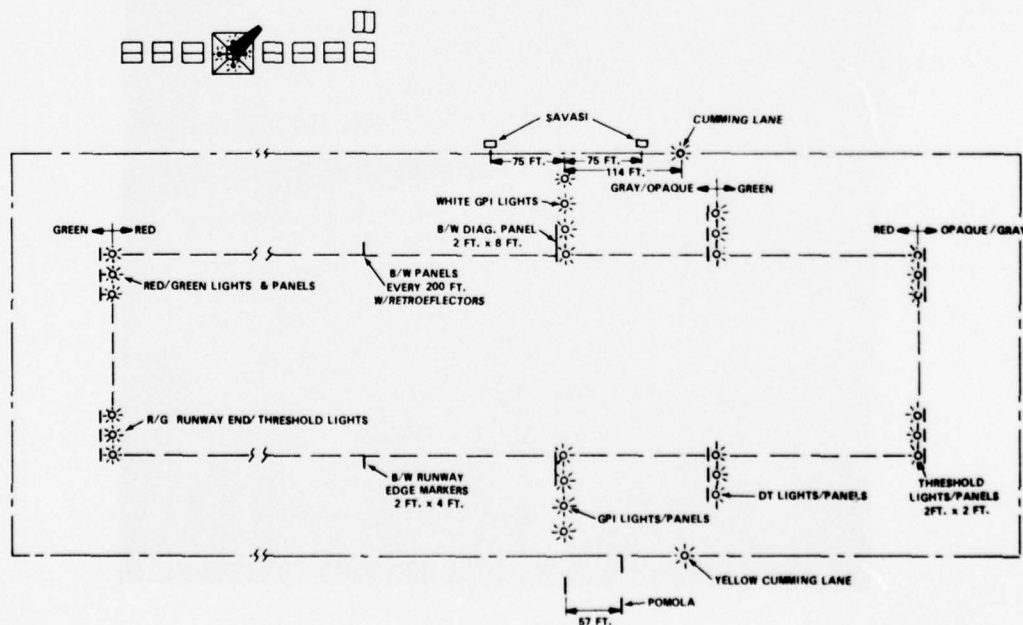 SAVASI
CUMMING LANE
75 FT.
75 FT.
114 FT.
GRAY/OPAQUE
GREEN
WHITE GPI LIGHTS
B/W DIAG. PANEL
2 FT. x 8 FT.
GREEN
RED
RED
OPAQUE/GRAY
RED/GREEN LIGHTS & PANELS
B/W PANELS
EVERY 200 FT.
W/RETROEFLECTORS
R/G RUNWAY END/THRESHOLD LIGHTS
B/W RUNWAY
EDGE MARKERS
2 FT. x 4 FT.
GPI LIGHTS/PANELS
DT LIGHTS/PANELS
THRESHOLD
LIGHTS/PANELS
2FT. x 2 FT.
YELLOW CUMMING LANE
POMOLA
57 FT.